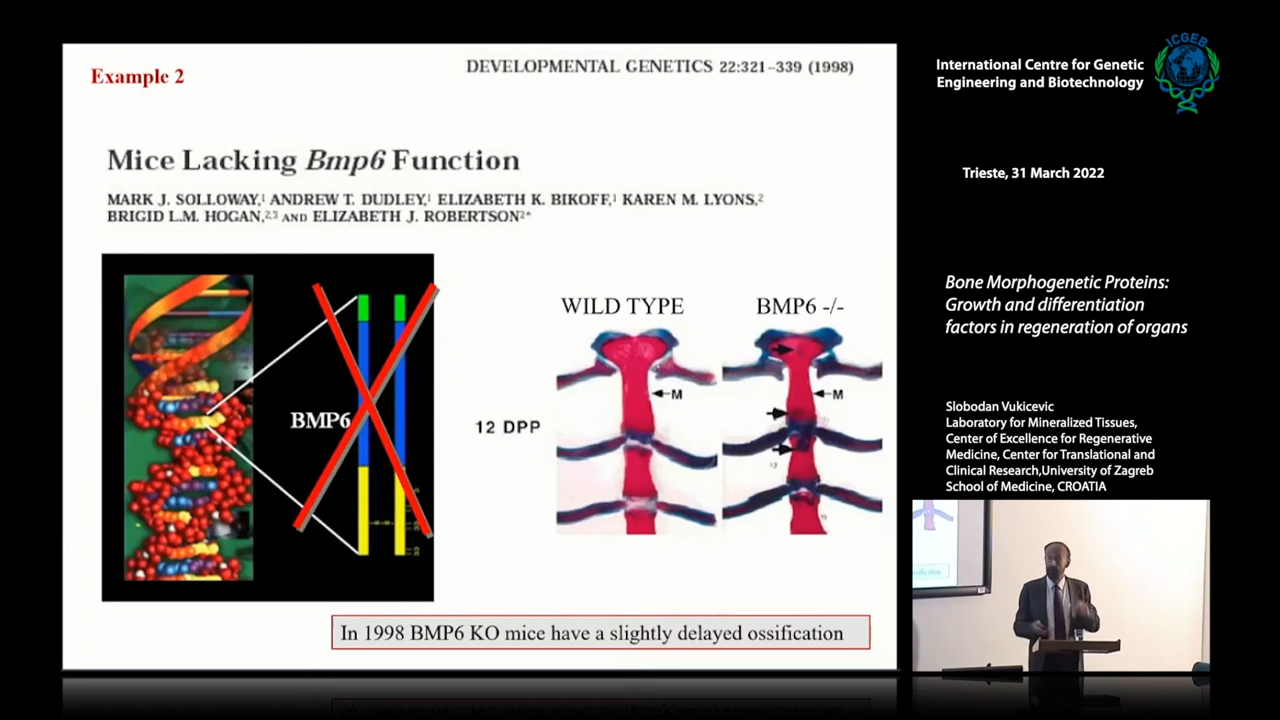 Example 2
DEVELOPMENTAL GENETICS 22:321–339 (1998)
Mice Lacking Bmp6 Function
MARK J. SOLLOWAY,1 ANDREW T. DUDLEY,1 ELIZABETH K. BIKOFF,1 KAREN M. LYONS,2
BRIGID L.M. HOGAN,2,3 AND ELIZABETH J. ROBERTSON2*
BMP6
WILD TYPE
BMP6 -/-
M
M
12 DPP
In 1998 BMP6 KO mice have a slightly delayed ossification
International Centre for Genetic
Engineering and Biotechnology
ICGEB
Trieste, 31 March 2022
Bone Morphogenetic Proteins:
Growth and differentiation
factors in regeneration of organs
Slobodan Vukicevic
Laboratory for Mineralized Tissues,
Center of Excellence for Regenerative
Medicine, Center for Translational and
Clinical Research,University of Zagreb
School of Medicine, CROATIA